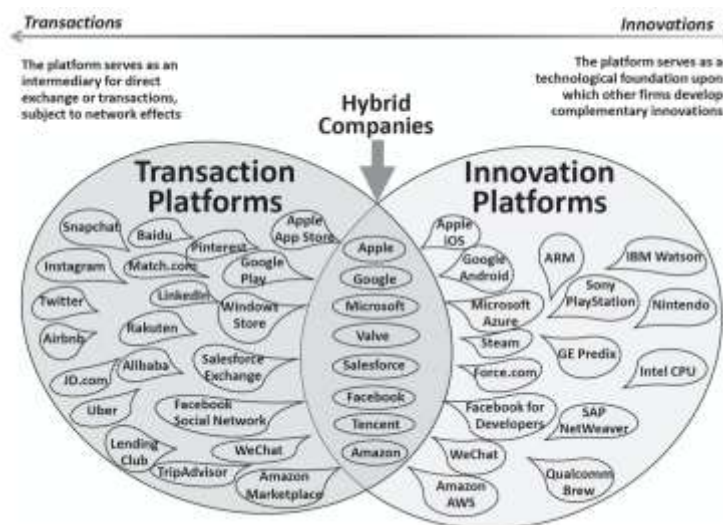 Transactions
Innovations
The platform serves as an
intermediary for direct
exchange or transactions,
subject to network effects
The platform serves as a
technological foundation upon
which other firms develop
complementary innovations
Hybrid
Companies
Transaction
Platforms
Innovation
Platforms
Snapchat
Baidu
Pinterest
Apple
App Store
Instagram
Match.com
Google
Play
Twitter
LinkedIn
Windows
Store
Airbnb
Rakuten
JD.com
Alibaba
Salesforce
Exchange
Uber
Facebook
Social Network
Lending
Club
WeChat
TripAdvisor
Amazon
Marketplace
Apple
Google
Microsoft
Valve
Salesforce
Facebook
Tencent
Amazon
Apple
iOS
Google
Android
ARM
IBM Watson
Sony
PlayStation
Microsoft
Azure
Nintendo
Steam
GE Predix
Force.com
Intel CPU
Facebook for
Developers
SAP
NetWeaver
WeChat
Amazon
AWS
Qualcomm
Brew